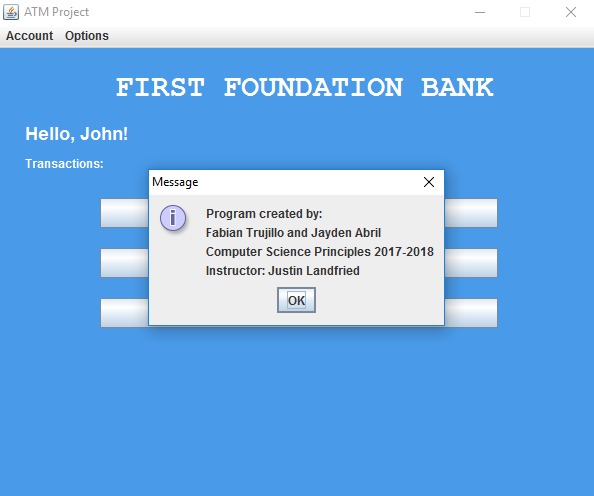 ATM Project
Account Options
FIRST FOUNDATION BANK
Hello, John!
Transactions:
Message
Program created by:
Fabian Trujillo and Jayden Abril
Computer Science Principles 2017-2018
Instructor: Justin Landfried
OK